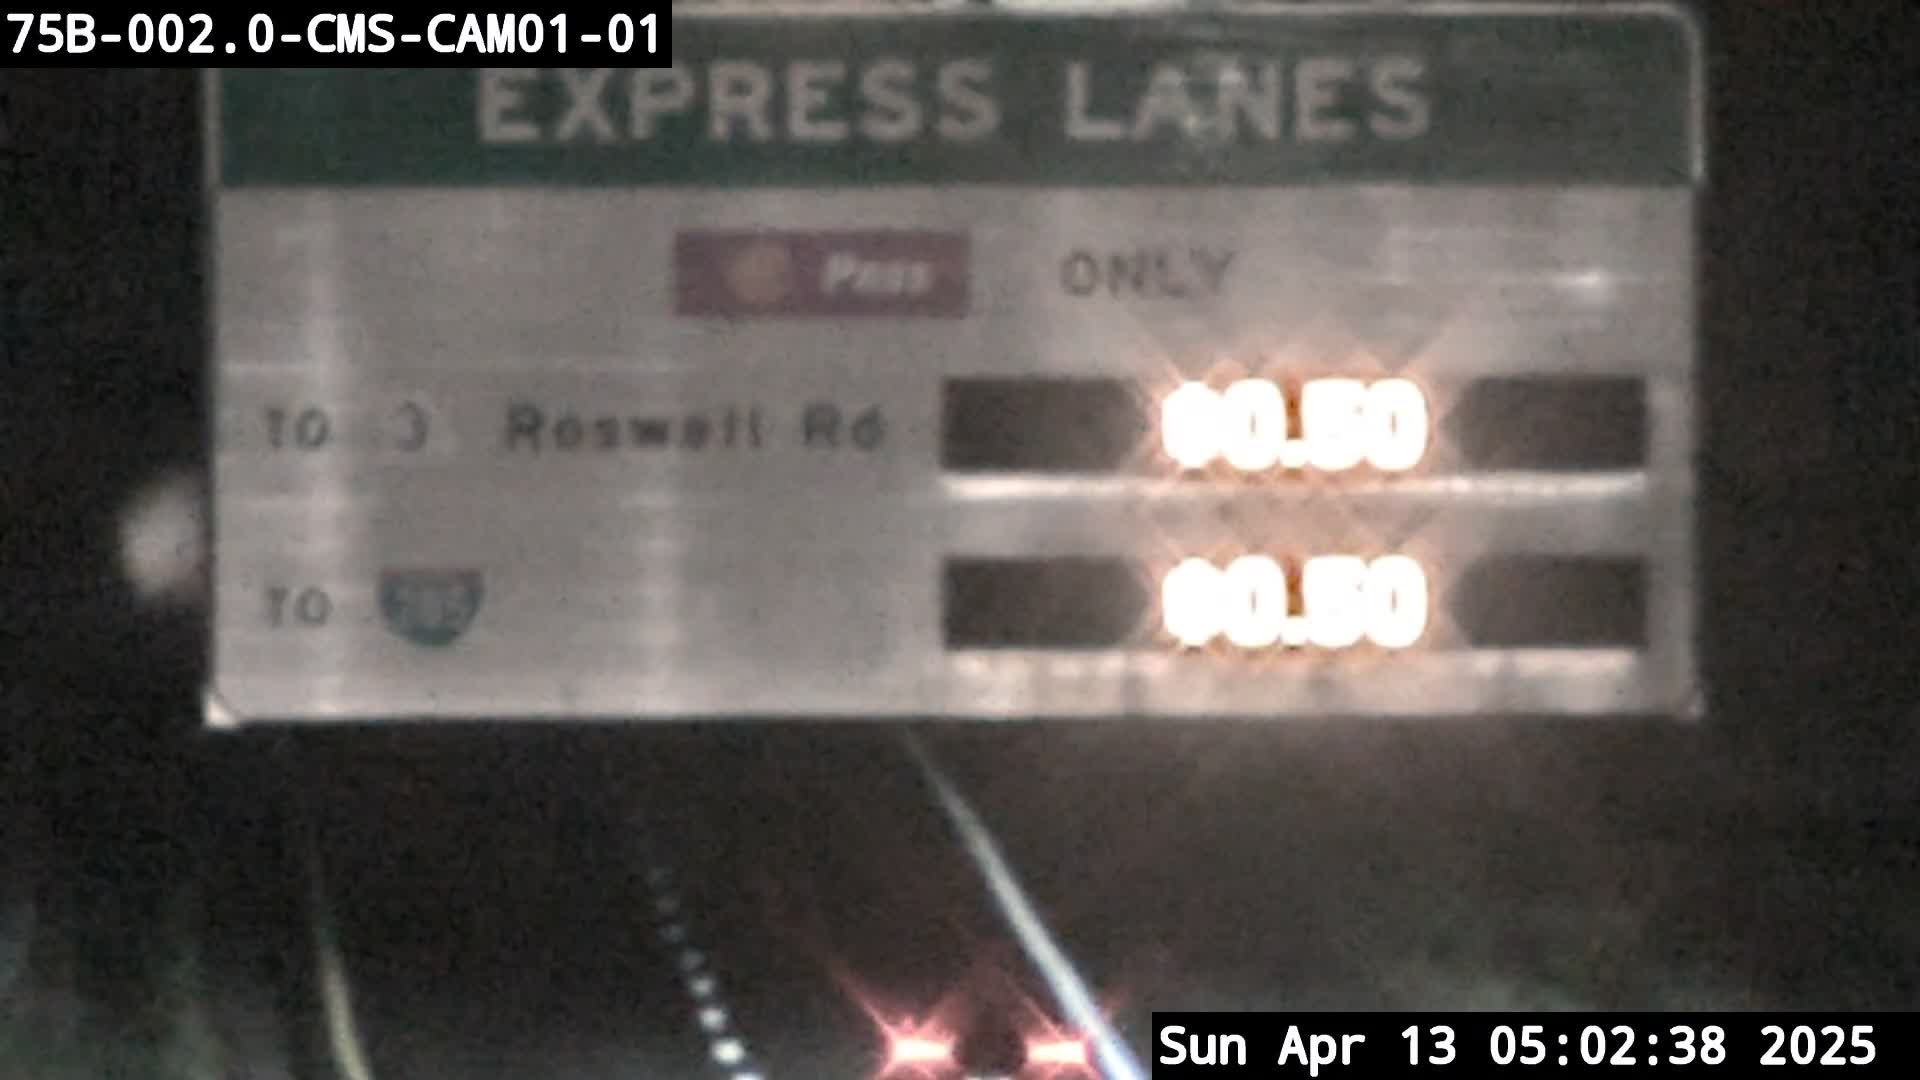 75B-002.0-CMS-CAM01-01
EXPRESS LANES
Pass ONLY
TO 3 Roswell Rd $0.50
TO $0.50
Sun Apr 13 05:02:38 2025